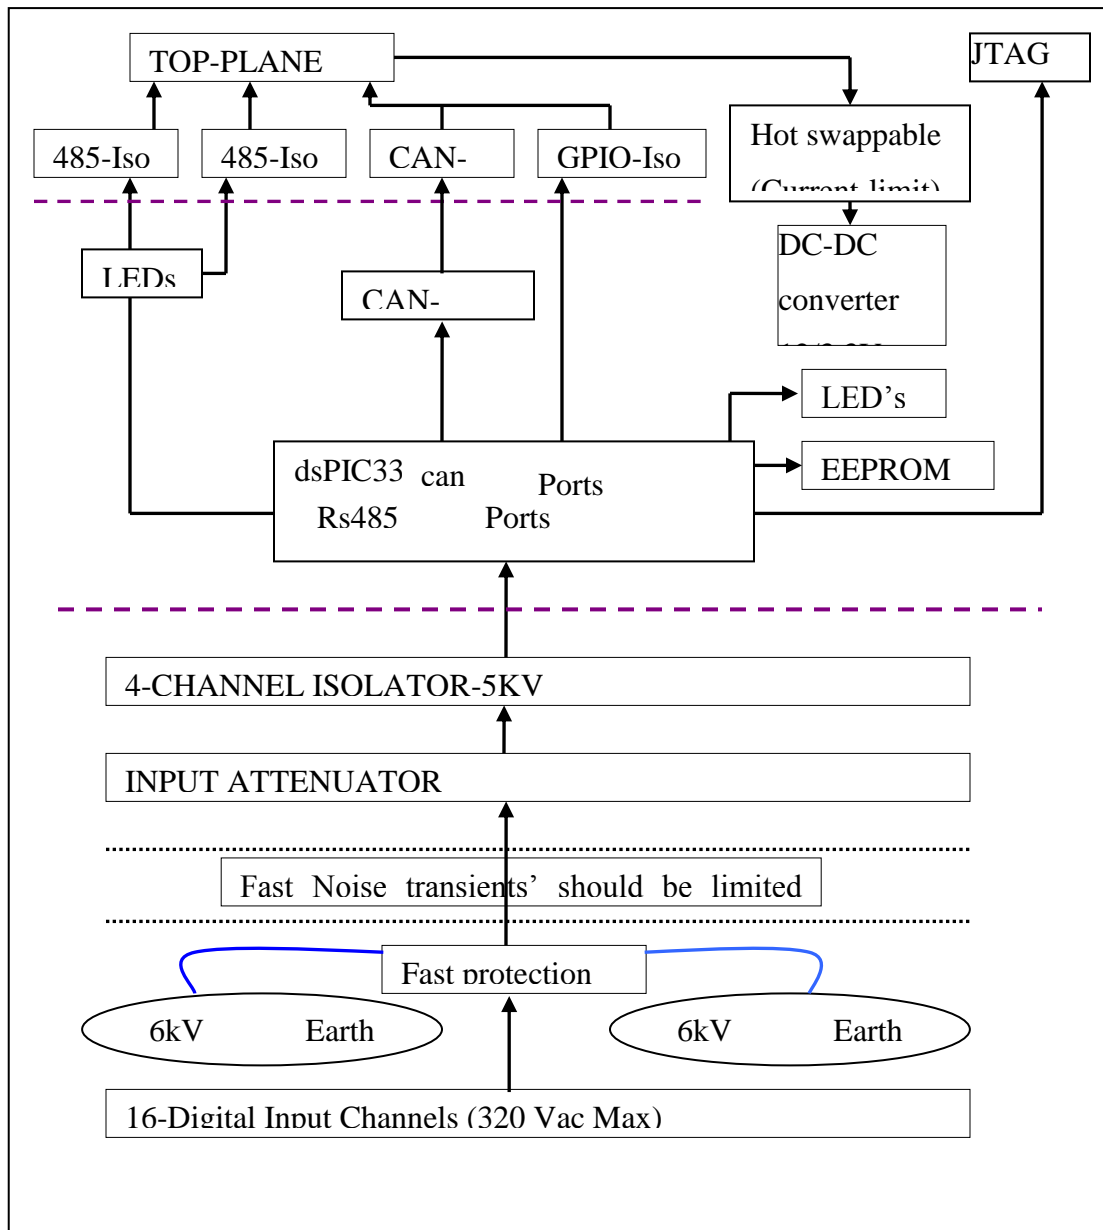 TOP-PLANE
JTAG
485-Iso
485-Iso
CAN-
GPIO-Iso
Hot swappable
(Current limit)
LEDs
CAN-
DC-DC
converter
LED’s
EEPROM
dsPIC33 can Ports
Rs485 Ports
4-CHANNEL ISOLATOR-5KV
INPUT ATTENUATOR
Fast Noise transients’ should be limited
Fast protection
6kV Earth
6kV Earth
16-Digital Input Channels (320 Vac Max)